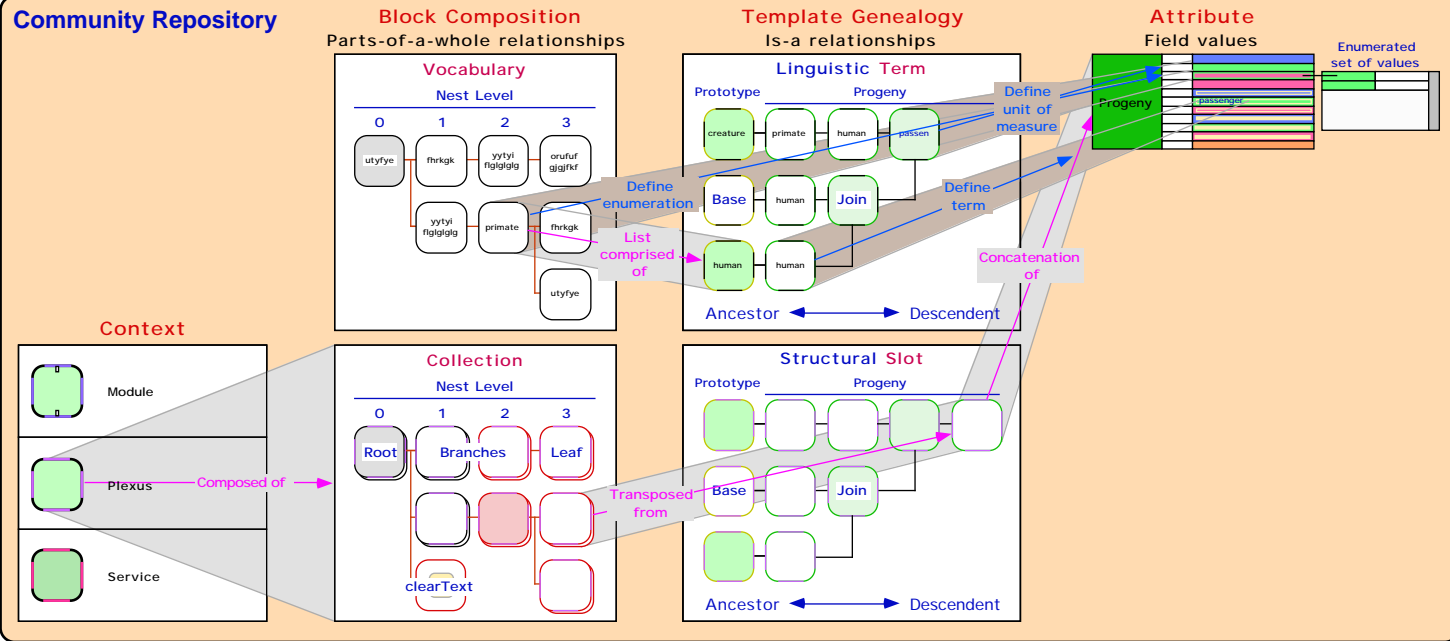 Community Repository
Block Composition
Parts-of-a-whole relationships
Template Genealogy
Is-a relationships
Attribute
Field values
Enumerated
set of values
Vocabulary
Nest Level
0 1 2 3
utyfye
fhrkgk
yytyi
flglglglg
orufuf
gjgjfkf
yytyi
flglglglg
primate
fhrkgk
utyfye
Define
enumeration
List
comprised
of
Linguistic Term
Prototype Progeny
creature
primate
human
passen
Base
human
Join
human
human
Ancestor Descendent
Define
unit of
measure
Define
term
Concatenation
of
Progeny
passenger
Context
Module
Plexus
Service
Composed of
Collection
Nest Level
0 1 2 3
Root
Branches
Leaf
clearText
Transposed
from
Structural Slot
Prototype Progeny
Base
Join
Ancestor Descendent